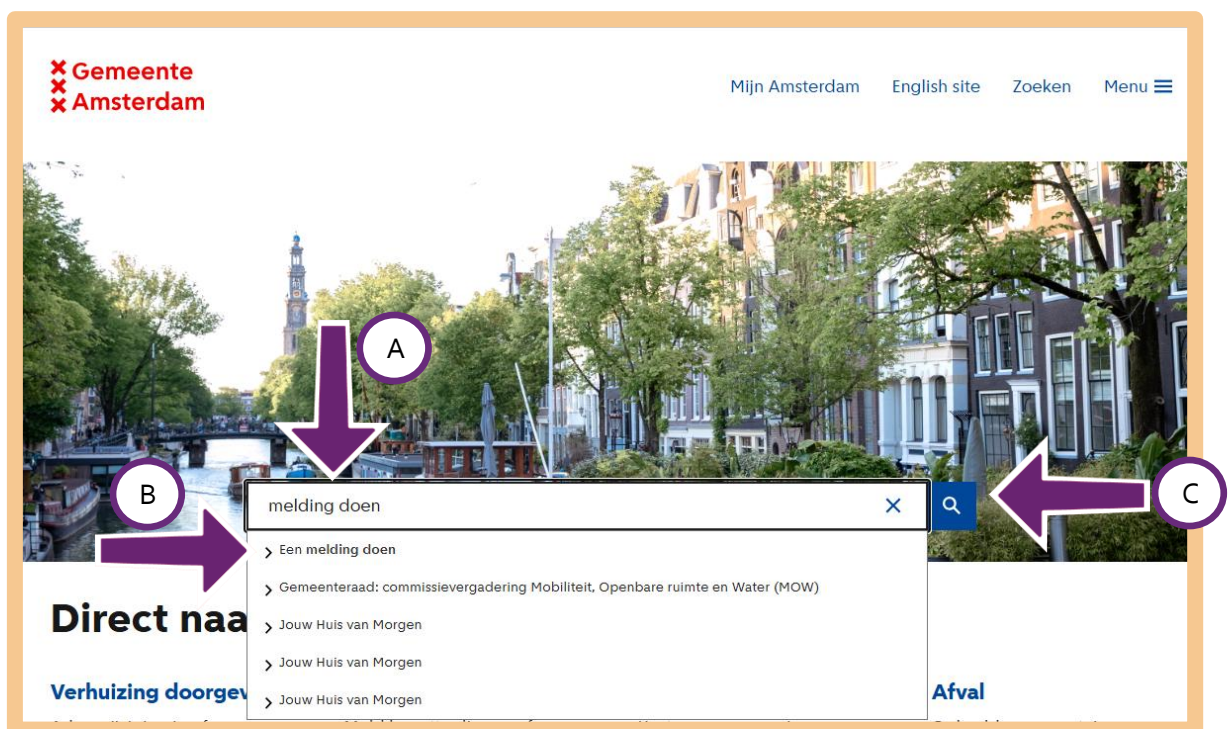 Gemeente
Amsterdam
Mijn Amsterdam English site Zoeken Menu
A
B
C
melding doen
Een melding doen
Gemeenteraad: commissievergadering Mobiliteit, Openbare ruimte en Water (MOW)
Jouw Huis van Morgen
Jouw Huis van Morgen
Jouw Huis van Morgen
Direct naa
Verhuizing doorgev
Afval